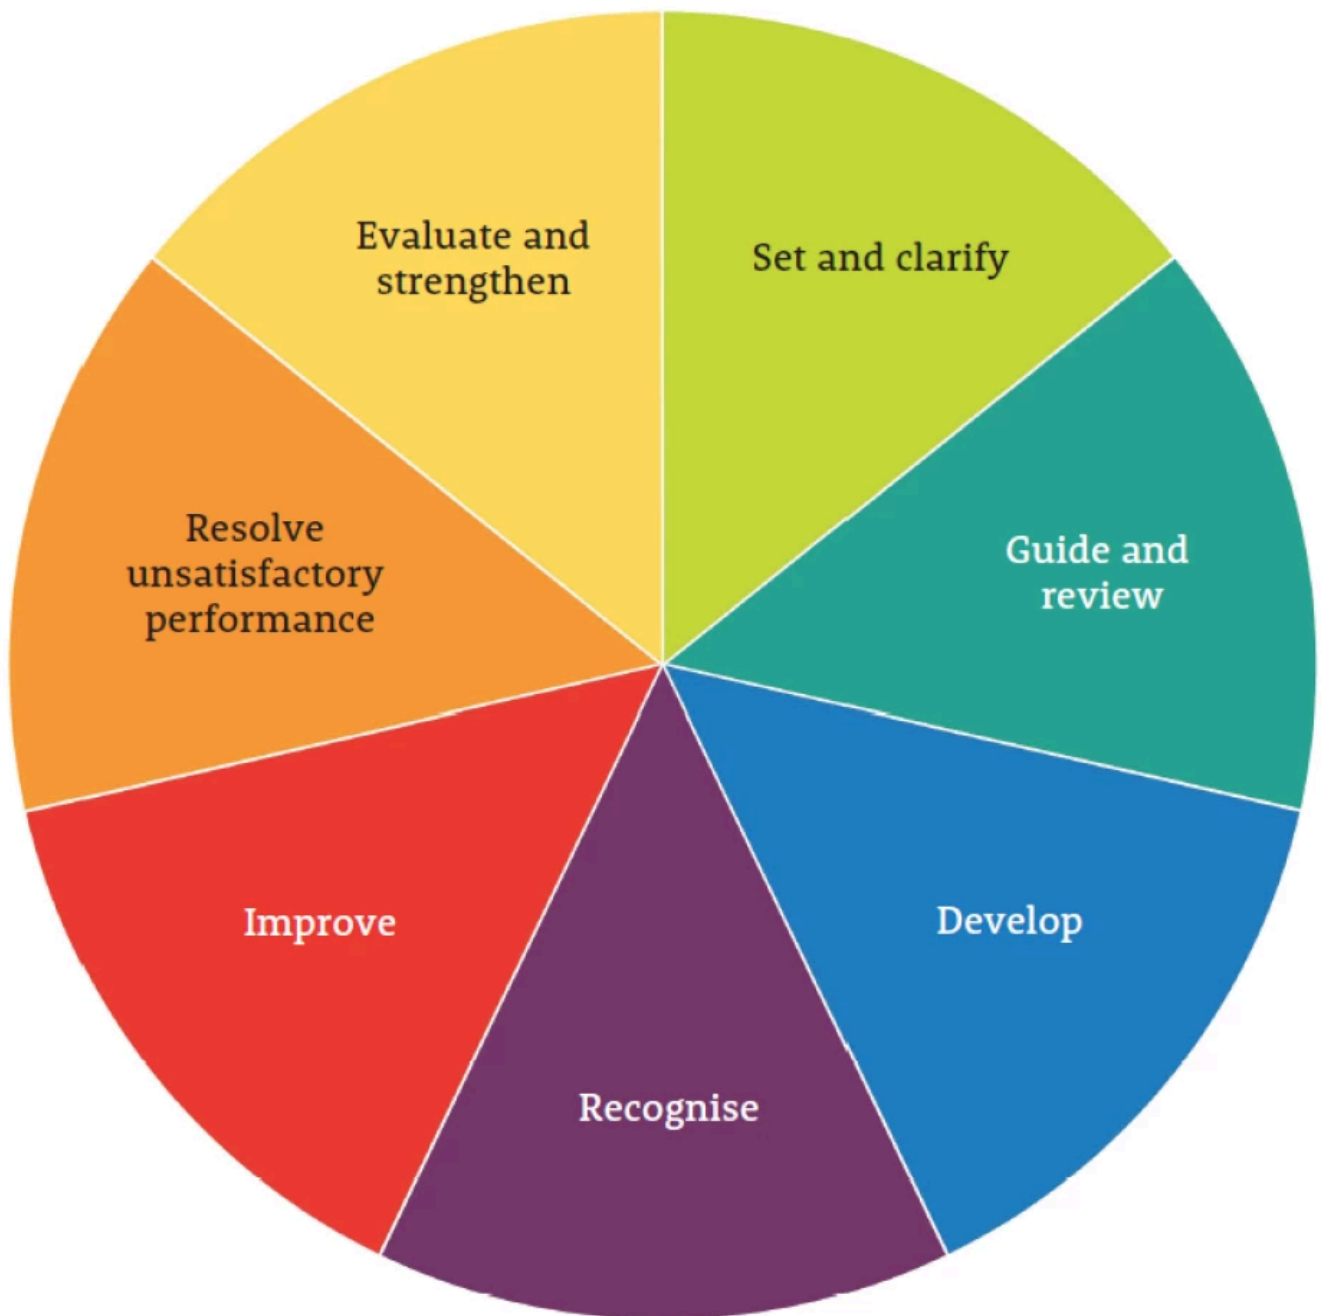 Set and clarify
Guide and
review
Develop
Recognise
Improve
Resolve
unsatisfactory
performance
Evaluate and
strengthen